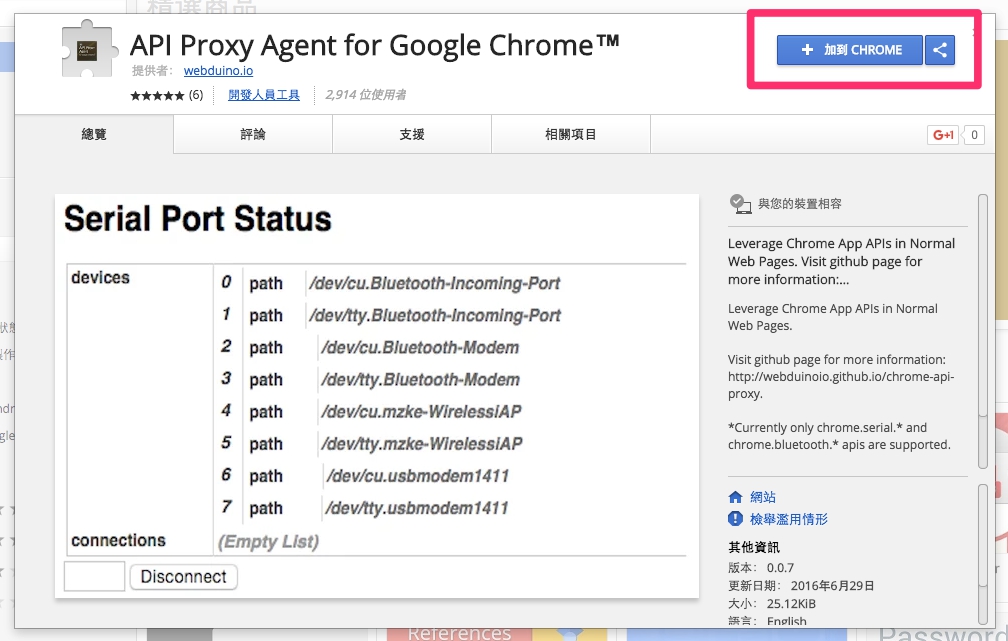 精選商品
API Proxy Agent for Google Chrome™
+ 加到 CHROME
提供者： webduino.io
★★★★★ (6) 開發人員工具 2,914 位使用者
總覽 評論 支援 相關項目
G+1 0
Serial Port Status
devices 0 path /dev/cu.Bluetooth-Incoming-Port
1 path /dev/tty.Bluetooth-Incoming-Port
2 path /dev/cu.Bluetooth-Modem
3 path /dev/tty.Bluetooth-Modem
4 path /dev/cu.mzke-WirelessiAP
5 path /dev/tty.mzke-WirelessiAP
6 path /dev/cu.usbmodem1411
7 path /dev/tty.usbmodem1411
connections (Empty List)
Disconnect
與您的裝置相容
Leverage Chrome App APIs in Normal
Web Pages. Visit github page for
more information:...
Leverage Chrome App APIs in Normal
Web Pages.
Visit github page for more information:
http://webduinoio.github.io/chrome-api-
proxy.
*Currently only chrome.serial.* and
chrome.bluetooth.* apis are supported.
網站
檢舉濫用情形
其他資訊
版本： 0.0.7
更新日期： 2016年6月29日
大小： 25.12KiB
語言： English
References
Password